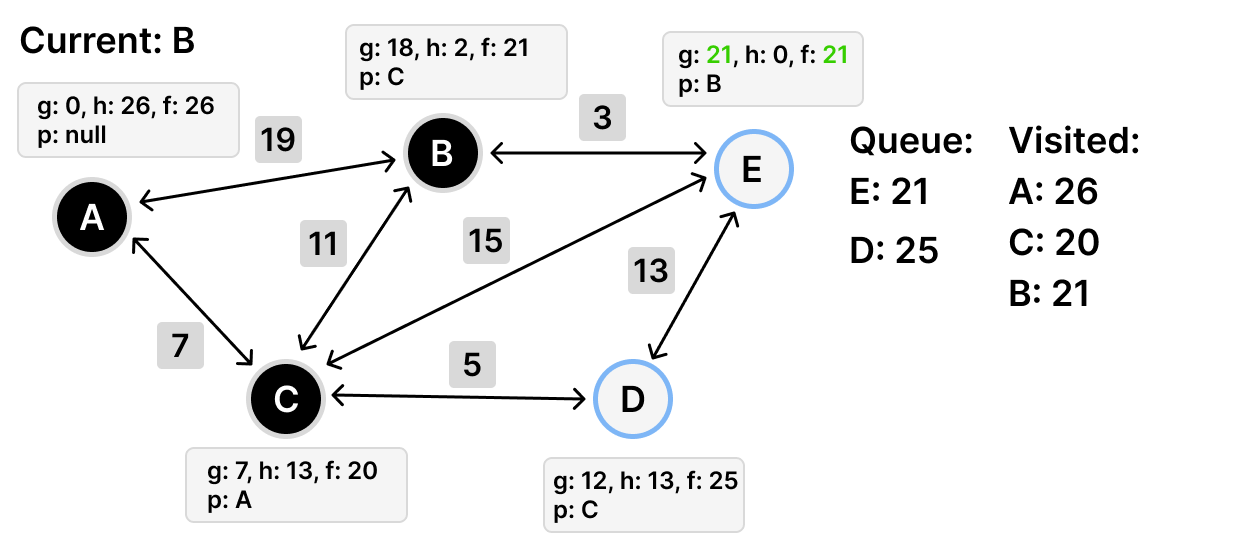 Current: B
g: 18, h: 2, f: 21
p: C
g: 21, h: 0, f: 21
p: B
g: 0, h: 26, f: 26
p: null
19
3
B
E
A
11
15
13
7
5
C
D
g: 7, h: 13, f: 20
p: A
g: 12, h: 13, f: 25
p: C
Queue:
E: 21
D: 25
Visited:
A: 26
C: 20
B: 21